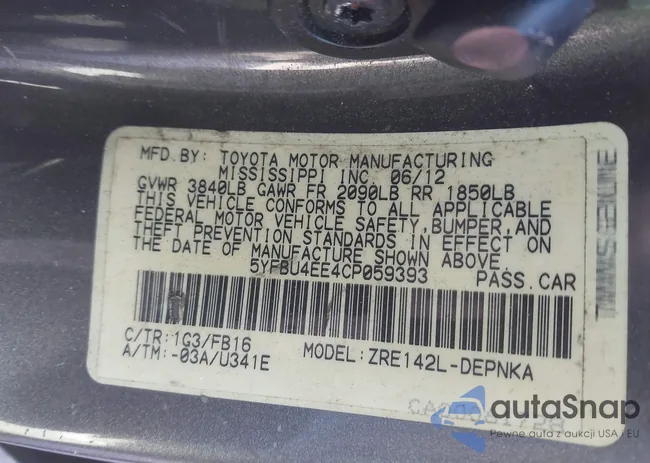 MFD. BY: TOYOTA MOTOR MANUFACTURING
MISSISSIPPI INC. 06/12
GVWR 3840LB GAWR FR 2090LB RR 1850LB
THIS VEHICLE CONFORMS TO ALL APPLICABLE
FEDERAL MOTOR VEHICLE SAFETY, BUMPER, AND
THEFT PREVENTION STANDARDS IN EFFECT ON
THE DATE OF MANUFACTURE SHOWN ABOVE.
5YFBU4EE4CP059393 PASS.CAR
C/TR:1G3/FB16
A/TM:-03A/U341E MODEL:ZRE142L-DEPNKA
autoSnap
Pewne auta z aukcji USA i EU